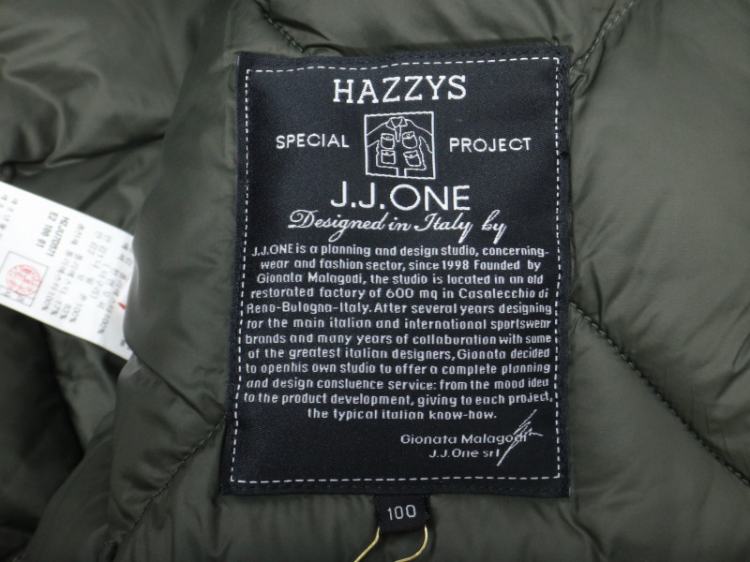 HAZZYS
SPECIAL PROJECT
J.J.ONE
Designed in Italy by
J.J.ONE is a planning and design studio, concerning-
wear and fashion sector, since 1998 Founded by
Gionata Malagodi, the studio is located in an old
restorated factory of 600 mq in Casalecchio di
Reno-Bulogna-Italy. After several years designing
for the main italian and international sportswear
brands and many years of collaboration with some
of the greatest italian designers, Gionata decided
to openhis own studio to offer a complete planning
and design consluence service: from the mood idea
to the product development, giving to each project,
the typical italian know-how.
Gionata Malagodi
J.J.One srl
100